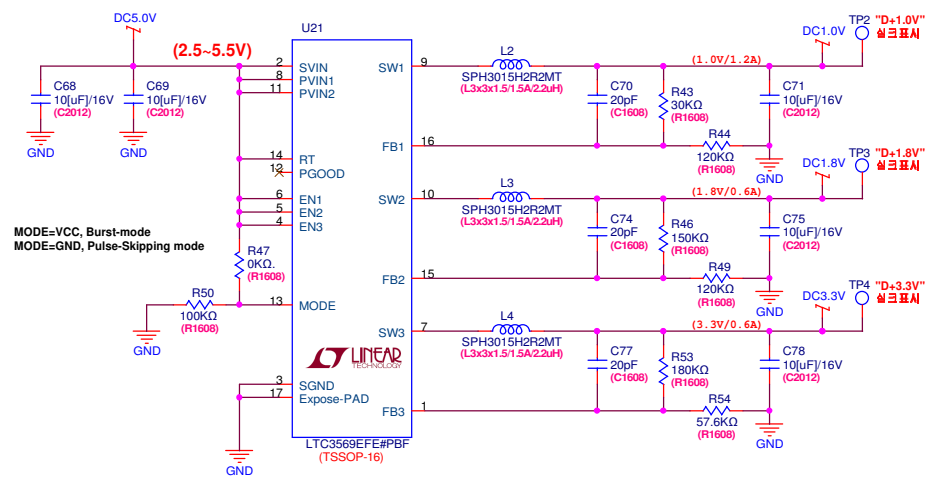 DC5.0V
(2.5~5.5V)
C68
10[uF]/16V
(C2012)
GND
C69
10[uF]/16V
(C2012)
GND
MODE=VCC, Burst-mode
MODE=GND, Pulse-Skipping mode
R47
0KΩ.
(R1608)
R50
100KΩ
(R1608)
GND
GND
U21
2 SVIN
8 PVIN1
11 PVIN2
14 RT
12 PGOOD
6 EN1
5 EN2
4 EN3
13 MODE
3 SGND
17 Expose-PAD
SW1 9
FB1 16
SW2 10
FB2 15
SW3 7
FB3 1
LINEAR
TECHNOLOGY
LTC3569EFE#PBF
(TSSOP-16)
L2
SPH3015H2R2MT
(L3x3x1.5/1.5A/2.2uH)
C70
20pF
(C1608)
R43
30KΩ
(R1608)
R44
120KΩ
(R1608)
(1.0V/1.2A)
C71
10[uF]/16V
(C2012)
GND
DC1.0V
TP2
"D+1.0V"
실크표시
L3
SPH3015H2R2MT
(L3x3x1.5/1.5A/2.2uH)
C74
20pF
(C1608)
R46
150KΩ
(R1608)
R49
120KΩ
(R1608)
(1.8V/0.6A)
C75
10[uF]/16V
(C2012)
GND
DC1.8V
TP3
"D+1.8V"
실크표시
L4
SPH3015H2R2MT
(L3x3x1.5/1.5A/2.2uH)
C77
20pF
(C1608)
R53
180KΩ
(R1608)
R54
57.6KΩ
(R1608)
(3.3V/0.6A)
C78
10[uF]/16V
(C2012)
GND
DC3.3V
TP4
"D+3.3V"
실크표시